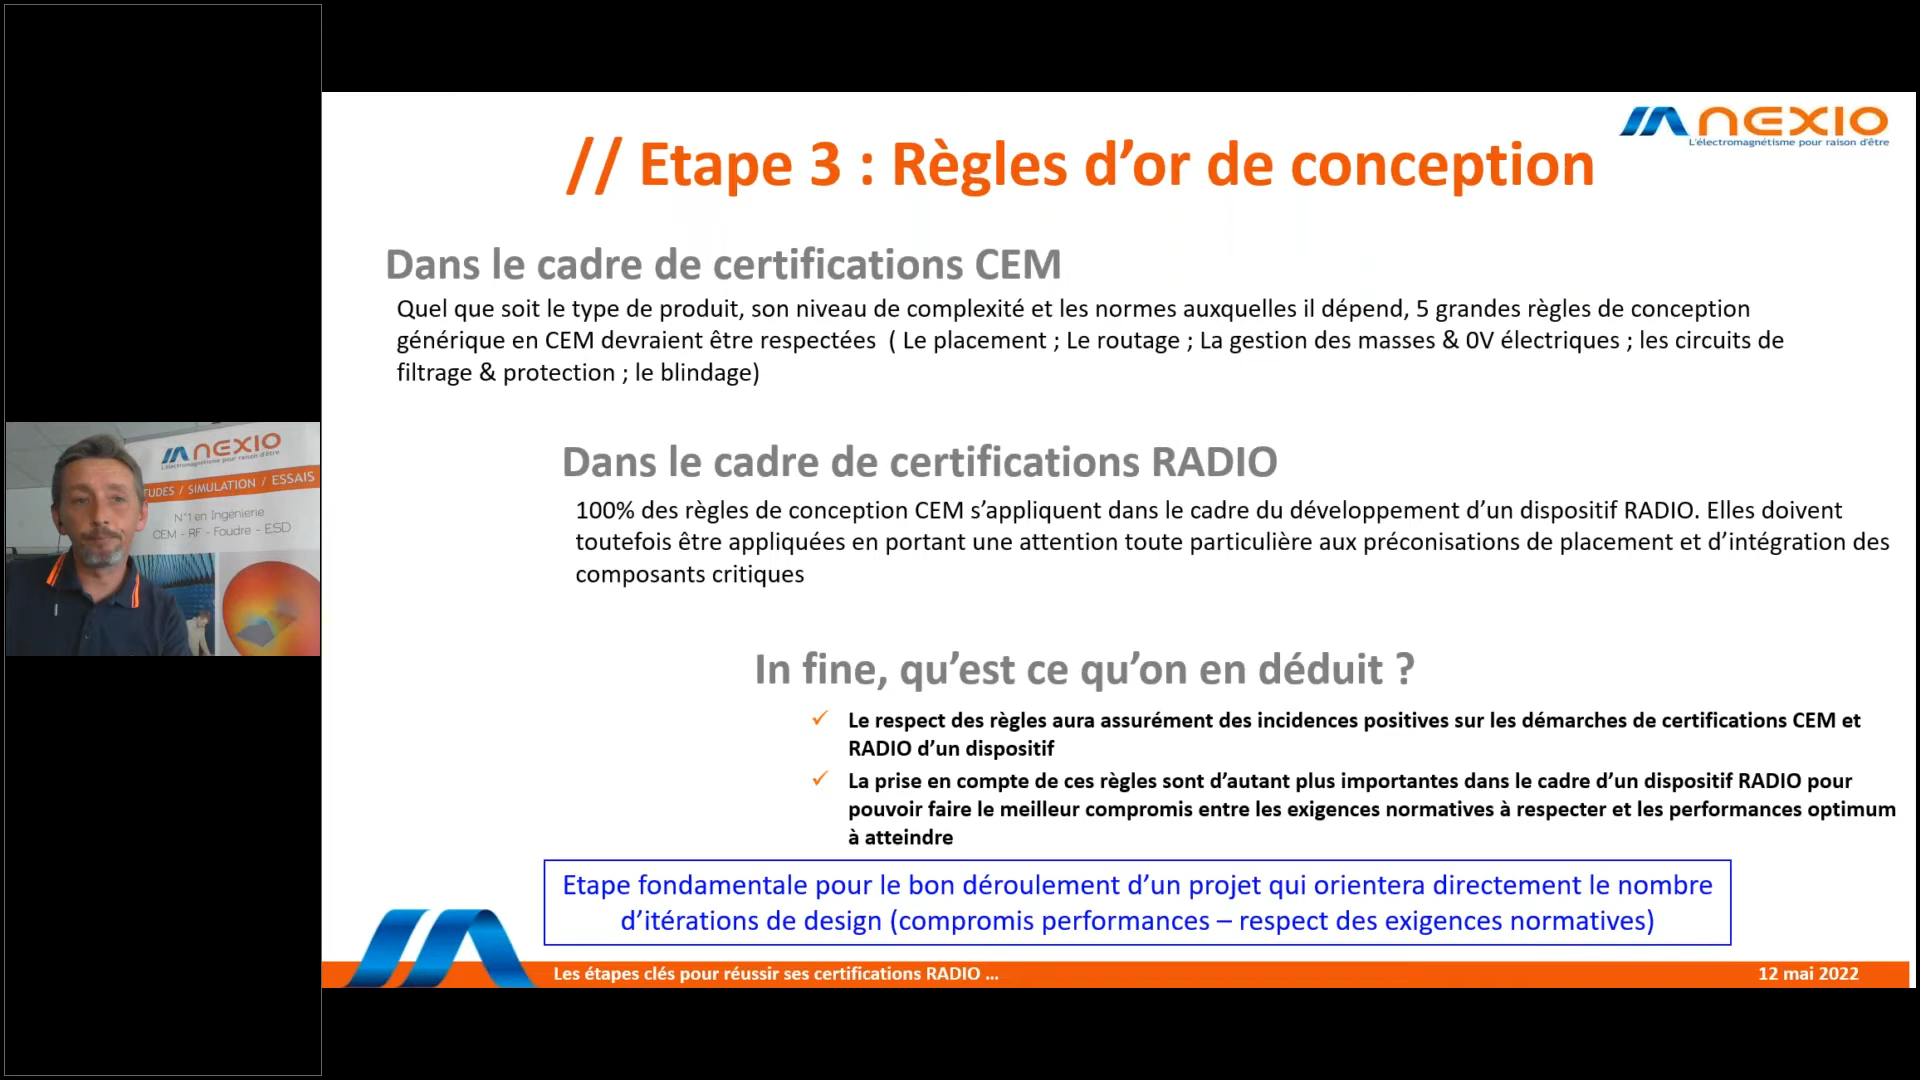 nexio
L'électromagnétisme pour raison d'être
// Etape 3 : Règles d’or de conception
Dans le cadre de certifications CEM
Quel que soit le type de produit, son niveau de complexité et les normes auxquelles il dépend, 5 grandes règles de conception
générique en CEM devraient être respectées  ( Le placement ; Le routage ; La gestion des masses & 0V électriques ; les circuits de
filtrage & protection ; le blindage)
Dans le cadre de certifications RADIO
100% des règles de conception CEM s’appliquent dans le cadre du développement d’un dispositif RADIO. Elles doivent
toutefois être appliquées en portant une attention toute particulière aux préconisations de placement et d’intégration des
composants critiques
In fine, qu’est ce qu’on en déduit ?
✓ Le respect des règles aura assurément des incidences positives sur les démarches de certifications CEM et
RADIO d’un dispositif
✓ La prise en compte de ces règles sont d’autant plus importantes dans le cadre d’un dispositif RADIO pour
pouvoir faire le meilleur compromis entre les exigences normatives à respecter et les performances optimum
à atteindre
Etape fondamentale pour le bon déroulement d’un projet qui orientera directement le nombre
d’itérations de design (compromis performances – respect des exigences normatives)
Les étapes clés pour réussir ses certifications RADIO ...
12 mai 2022
nexio
L'électromagnétisme pour raison d'être
TUDES / SIMULATION / ESSAIS
N°1 en Ingénierie
CEM - RF - Foudre - ESD